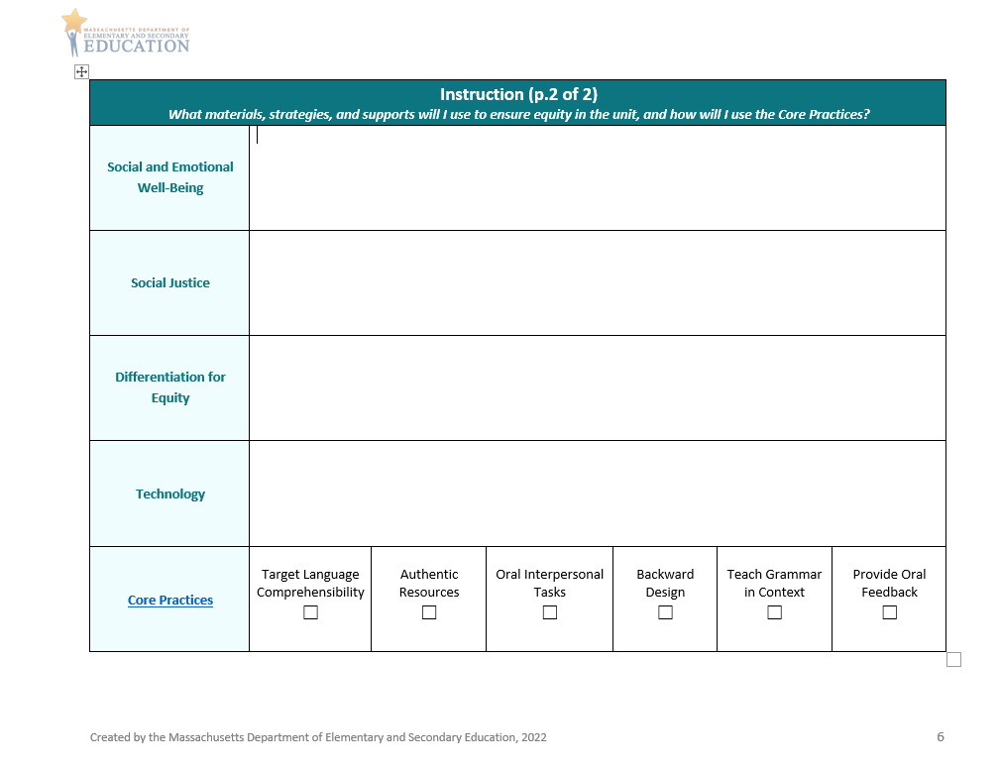 MASSACHUSETTS DEPARTMENT OF
ELEMENTARY AND SECONDARY
EDUCATION
Instruction (p.2 of 2)
What materials, strategies, and supports will I use to ensure equity in the unit, and how will I use the Core Practices?
Social and Emotional
Well-Being
Social Justice
Differentiation for
Equity
Technology
Core Practices
Target Language
Comprehensibility
☐
Authentic
Resources
☐
Oral Interpersonal
Tasks
☐
Backward
Design
☐
Teach Grammar
in Context
☐
Provide Oral
Feedback
☐
Created by the Massachusetts Department of Elementary and Secondary Education, 2022
6